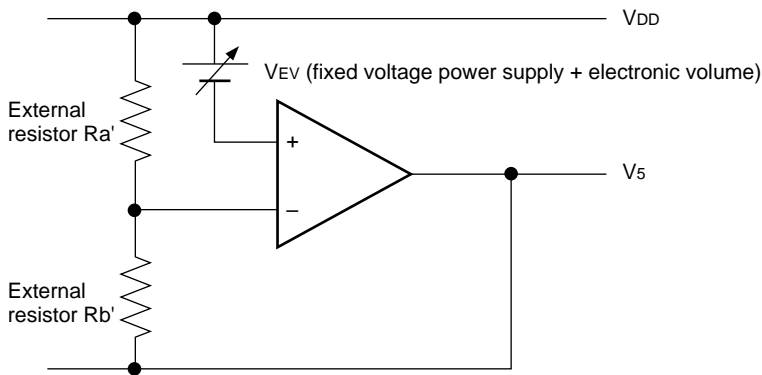 VDD
VEV (fixed voltage power supply + electronic volume)
External
resistor Ra'
+
V5
–
External
resistor Rb'